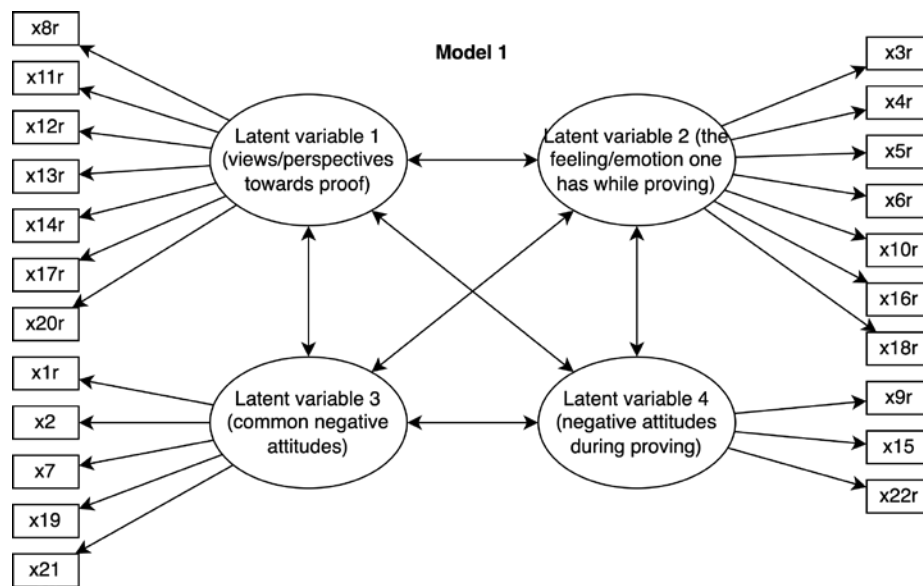 Model 1
x8r
x11r
x12r
x13r
x14r
x17r
x20r
Latent variable 1
(views/perspectives
towards proof)
Latent variable 2 (the
feeling/emotion one
has while proving)
x3r
x4r
x5r
x6r
x10r
x16r
x18r
x1r
x2
x7
x19
x21
Latent variable 3
(common negative
attitudes)
Latent variable 4
(negative attitudes
during proving)
x9r
x15
x22r